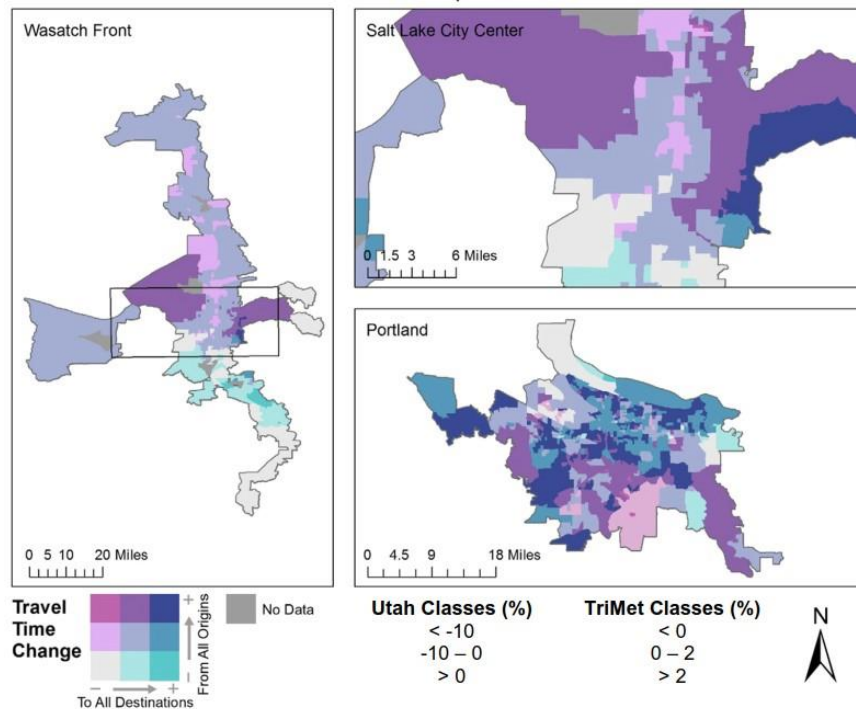 Wasatch Front
0 5 10 20 Miles
Salt Lake City Center
0 1.5 3 6 Miles
Portland
0 4.5 9 18 Miles
Travel
Time
Change
+
-
From All Origins
- +
To All Destinations
No Data
Utah Classes (%)
< -10
-10 – 0
> 0
TriMet Classes (%)
< 0
0 – 2
> 2
N